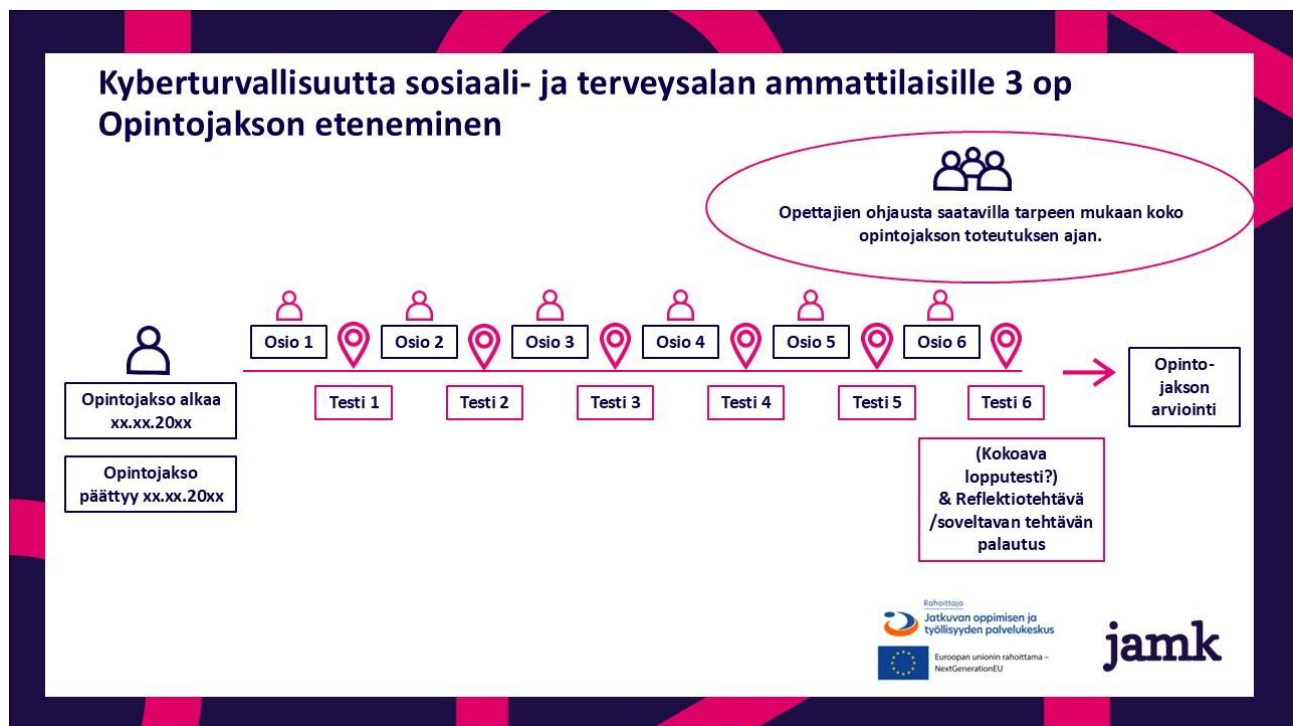 Kyberturvallisuutta sosiaali- ja terveysalan ammattilaisille 3 op
Opintojakson eteneminen
Opettajien ohjausta saatavilla tarpeen mukaan koko
opintojakson toteutuksen ajan.
Osio 1
Osio 2
Osio 3
Osio 4
Osio 5
Osio 6
Opintojakso alkaa
xx.xx.20xx
Testi 1
Testi 2
Testi 3
Testi 4
Testi 5
Testi 6
Opinto-
jakson
arviointi
Opintojakso
päättyy xx.xx.20xx
(Kokoava
lopputesti?)
& Reflektiotehtävä
/soveltavan tehtävän
palautus
Rahoittaja
Jatkuvan oppimisen ja
työllisyyden palvelukeskus
Euroopan unionin rahoittama –
NextGenerationEU
jamk